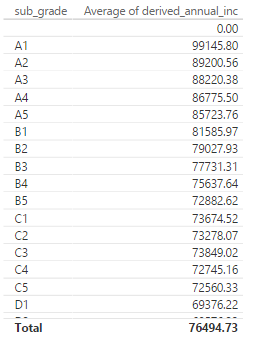 sub_grade Average of derived_annual_inc
0.00
A1 99145.80
A2 89200.56
A3 88220.38
A4 86775.50
A5 85723.76
B1 81585.97
B2 79027.93
B3 77731.31
B4 75637.64
B5 72882.62
C1 73674.52
C2 73278.07
C3 73849.02
C4 72745.16
C5 72560.33
D1 69376.22
Total 76494.73